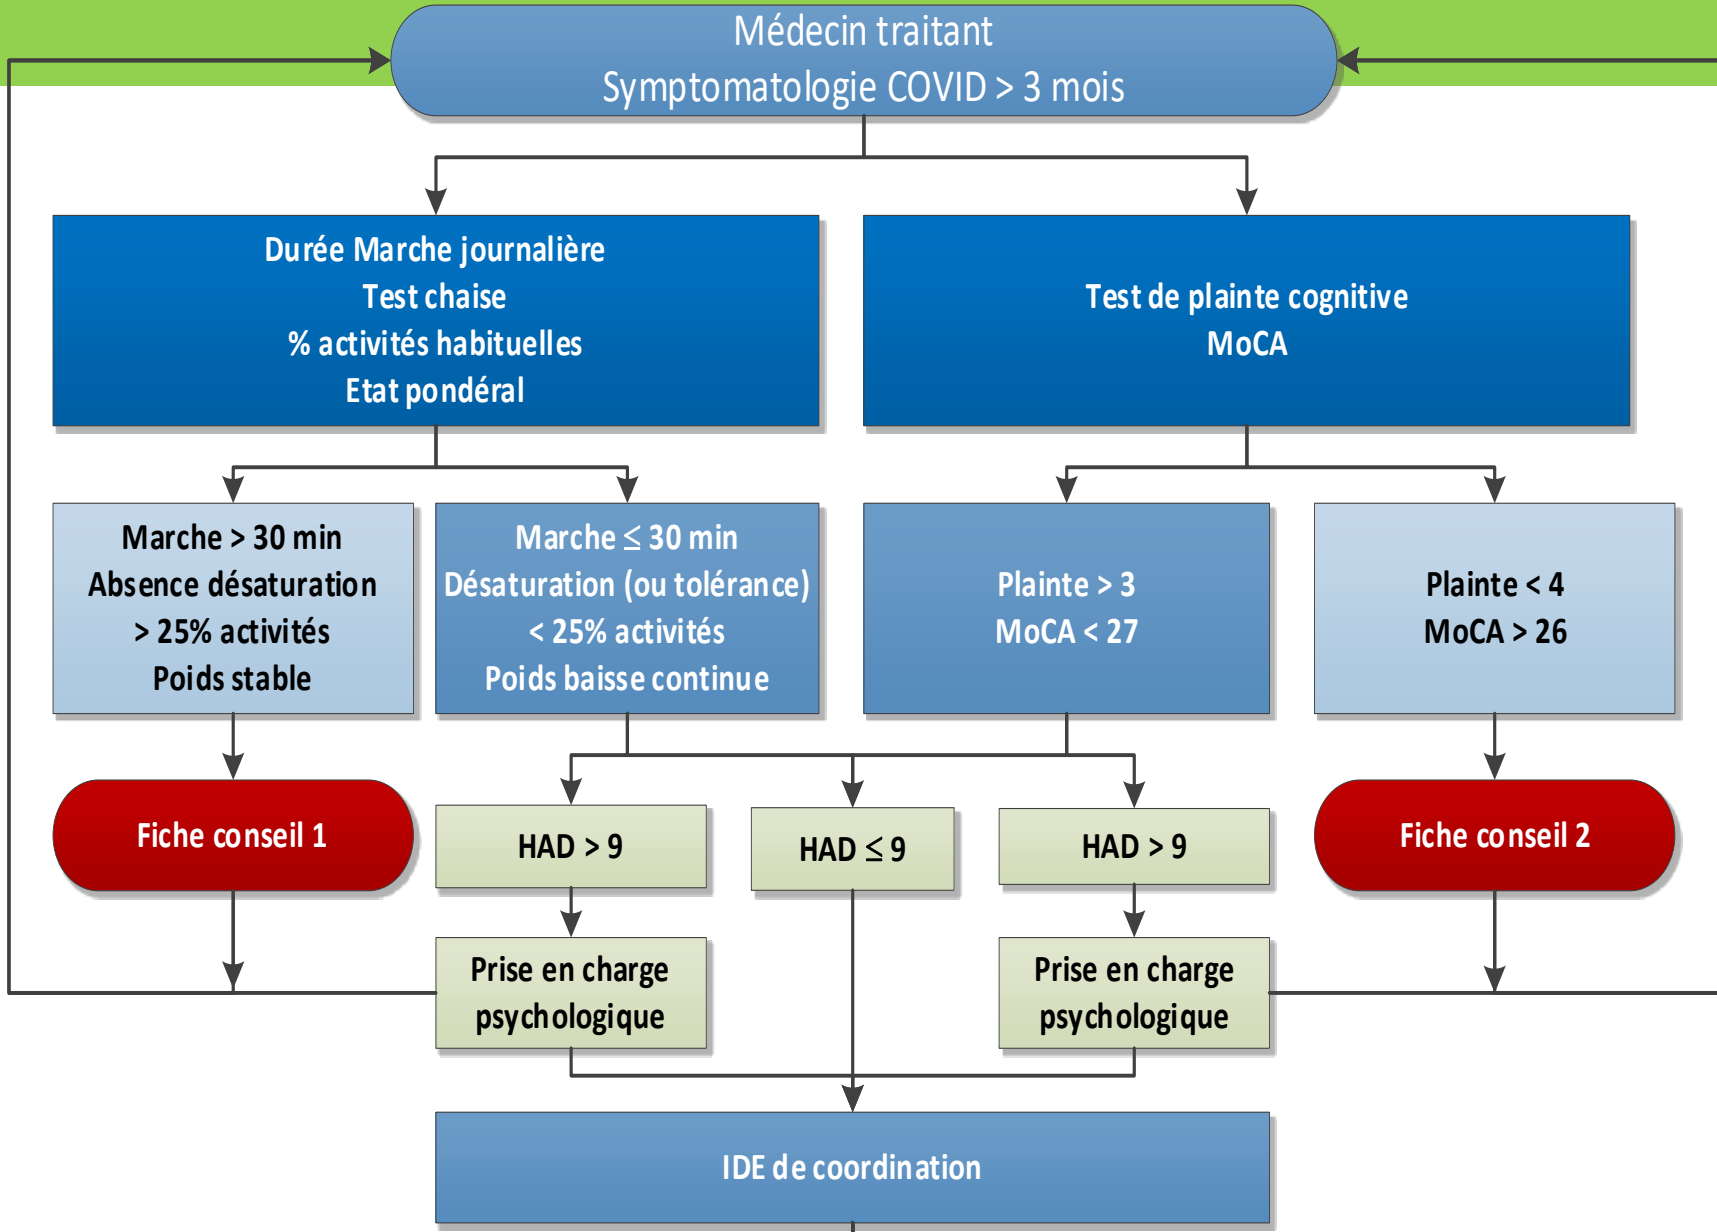 Médecin traitant
Symptomatologie COVID > 3 mois
Durée Marche journalière
Test chaise
% activités habituelles
Etat pondéral
Test de plainte cognitive
MoCA
Marche > 30 min
Absence désaturation
> 25% activités
Poids stable
Marche ≤ 30 min
Désaturation (ou tolérance)
< 25% activités
Poids baisse continue
Plainte > 3
MoCA < 27
Plainte < 4
MoCA > 26
Fiche conseil 1
HAD > 9
HAD ≤ 9
HAD > 9
Fiche conseil 2
Prise en charge
psychologique
Prise en charge
psychologique
IDE de coordination